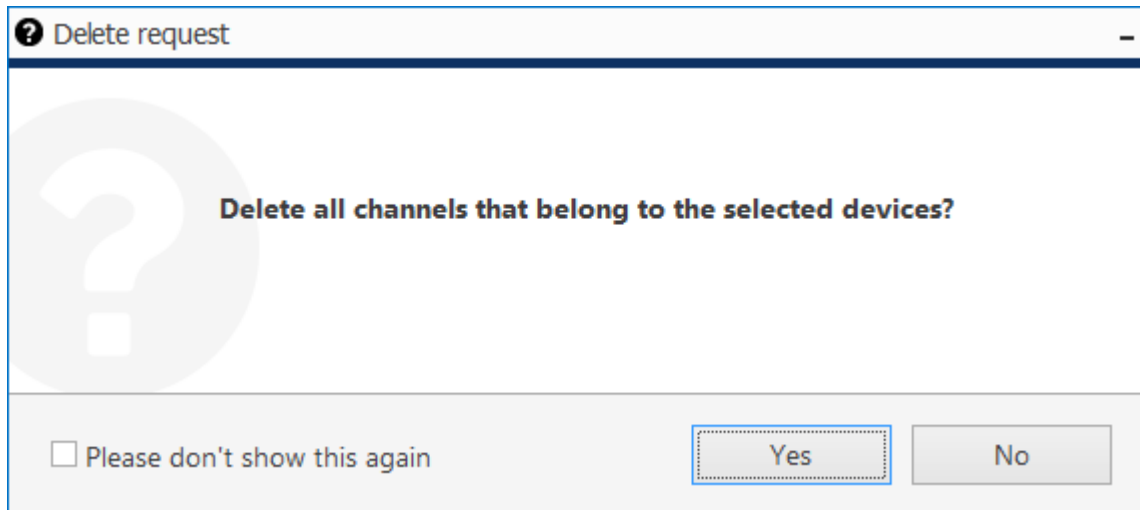 Delete request
Delete all channels that belong to the selected devices?
Please don't show this again
Yes
No